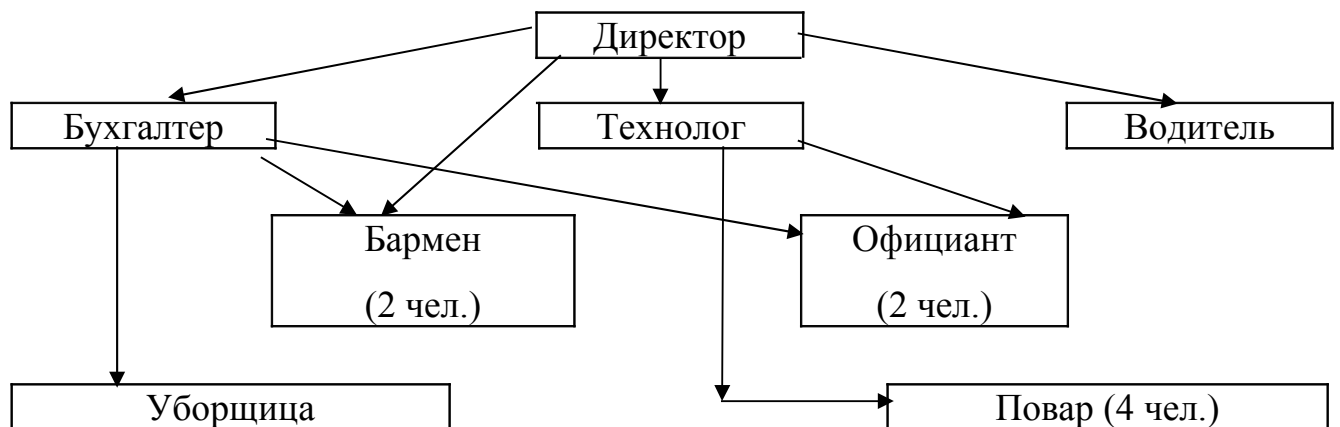 Директор
Бухгалтер
Технолог
Водитель
Бармен
(2 чел.)
Официант
(2 чел.)
Уборщица
Повар (4 чел.)